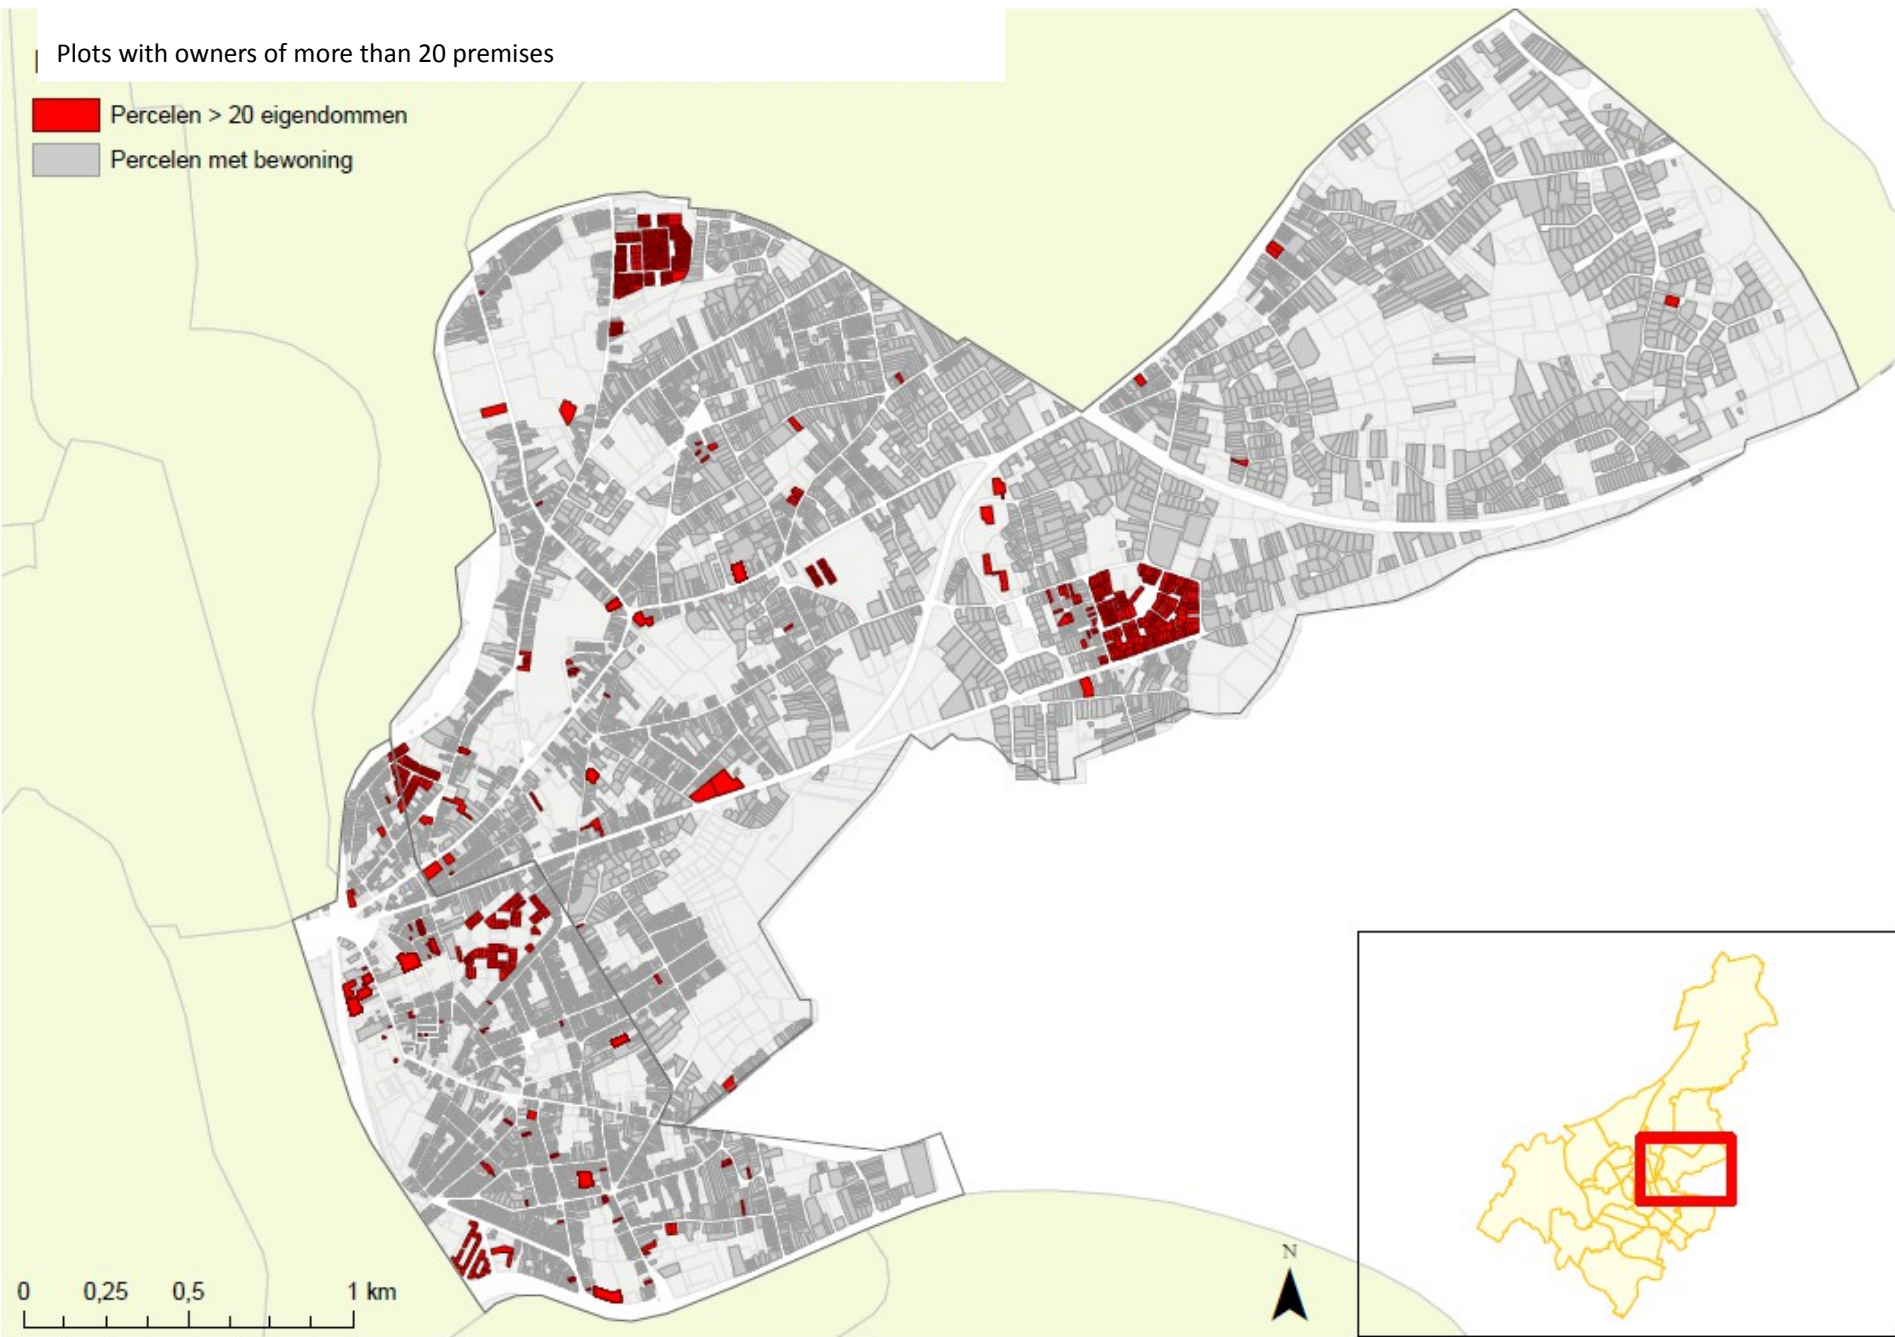 Plots with owners of more than 20 premises
Percelen > 20 eigendommen
Percelen met bewoning
0 0,25 0,5 1 km
N